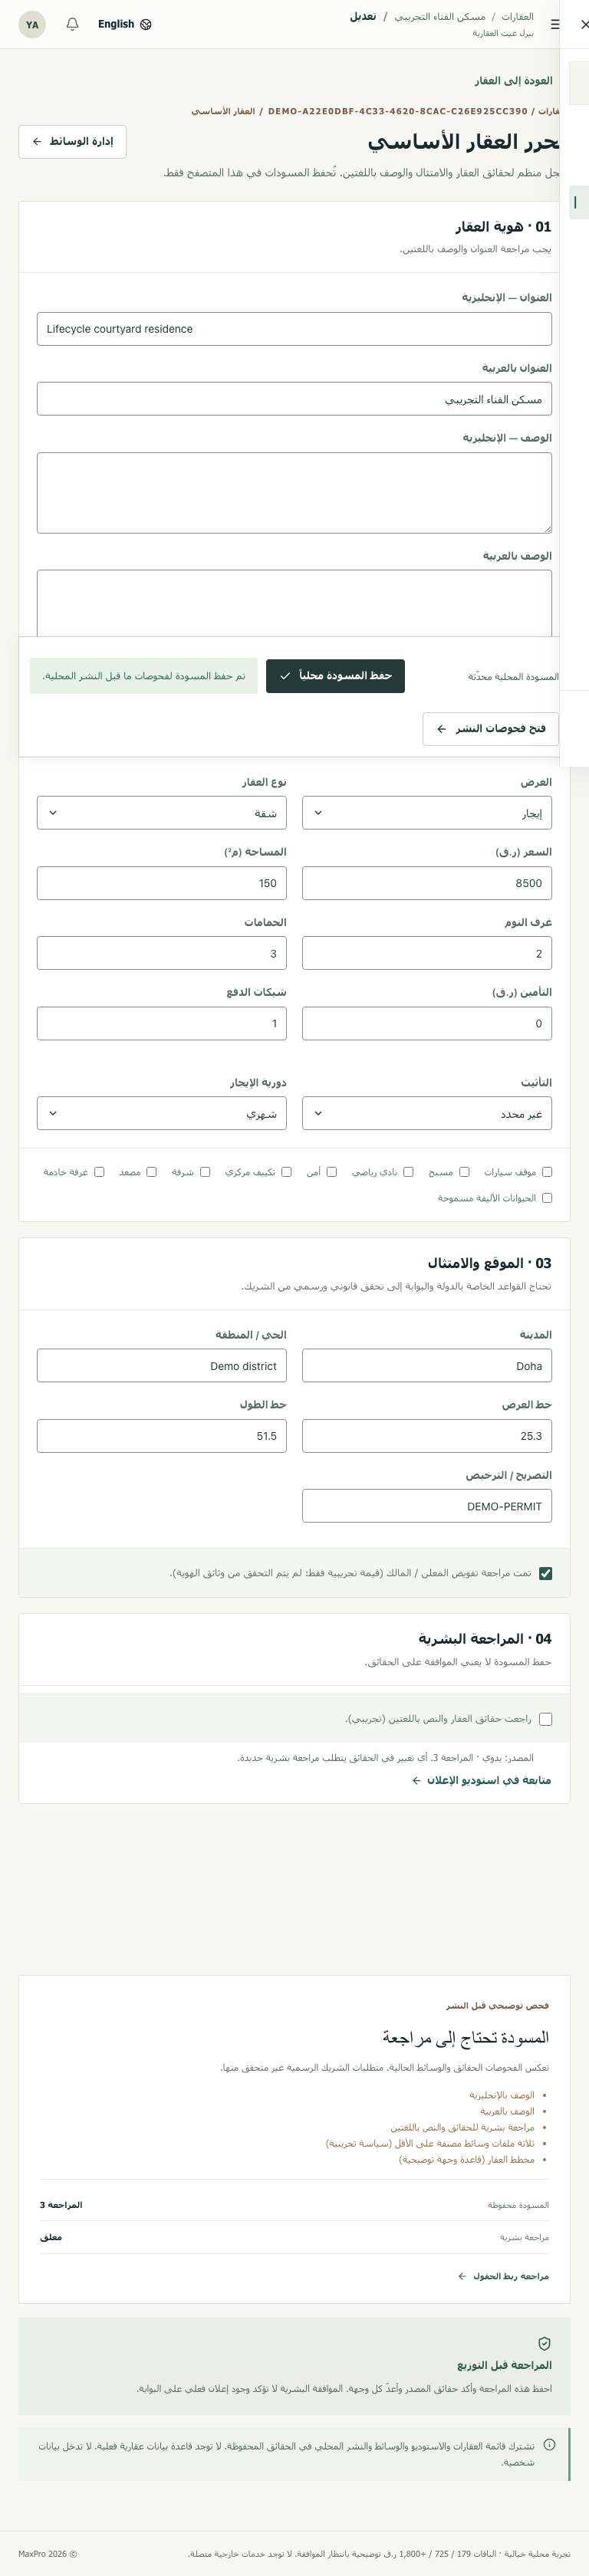 العقارات / مسكن الفناء التجريبي / تعديل
بيرل غيت العقارية
English
YA
العودة إلى العقار
/ DEMO-A22E0DBF-4C33-4620-8CAC-C26E925CC390 / العقار الأساسي
العقار الأساسي
إدارة الوسائط
منظم لحقائق العقار والامتثال والوصف باللغتين. تُحفظ المسودات في هذا المتصفح فقط.
01 · هوية العقار
يجب مراجعة العنوان والوصف باللغتين.
العنوان — الإنجليزية
Lifecycle courtyard residence
العنوان بالعربية
مسكن الفناء التجريبي
الوصف — الإنجليزية
الوصف بالعربية
المسودة المحلية محدّثة
حفظ المسودة محلياً
تم حفظ المسودة لفحوصات ما قبل النشر المحلية.
فتح فحوصات النشر
الغرض
نوع العقار
إيجار
شقة
السعر (ر.ق)
المساحة (م²)
8500
150
غرف النوم
الحمامات
2
3
التأمين (ر.ق)
شيكات الدفع
0
1
التأثيث
دورية الإيجار
غير محدد
شهري
موقف سيارات
مسبح
نادي رياضي
أمن
تكييف مركزي
شرفة
مصعد
غرفة خادمة
الحيوانات الأليفة مسموحة
03 · الموقع والامتثال
تحتاج القواعد الخاصة بالدولة والبوابة إلى تحقق قانوني ورسمي من الشريك.
المدينة
الحي / المنطقة
Doha
Demo district
خط العرض
خط الطول
25.3
51.5
التصريح / الترخيص
DEMO-PERMIT
تمت مراجعة تفويض المعلن / المالك (قيمة تجريبية فقط؛ لم يتم التحقق من وثائق الهوية).
04 · المراجعة البشرية
حفظ المسودة لا يعني الموافقة على الحقائق.
راجعت حقائق العقار والنص باللغتين (تجريبي).
المصدر: يدوي · المراجعة 3. أي تغيير في الحقائق يتطلب مراجعة بشرية جديدة.
متابعة في استوديو الإعلان
فحص توضيحي قبل النشر
المسودة تحتاج إلى مراجعة
تعكس الفحوصات الحقائق والوسائط الحالية. متطلبات الشريك الرسمية غير متحقق منها.
• الوصف بالإنجليزية
• الوصف بالعربية
• مراجعة بشرية للحقائق والنص باللغتين
• ثلاثة ملفات وسائط مصنفة على الأقل (سياسة تجريبية)
• مخطط العقار (قاعدة وجهة توضيحية)
المسودة محفوظة
المراجعة 3
مراجعة بشرية
معلق
مراجعة ربط الحقول
المراجعة قبل التوزيع
احفظ هذه المراجعة وأكد حقائق المصدر وأعدّ كل وجهة. الموافقة البشرية لا تؤكد وجود إعلان فعلي على البوابة.
تشترك قائمة العقارات والاستوديو والوسائط والنشر المحلي في الحقائق المحفوظة. لا توجد قاعدة بيانات عقارية فعلية. لا تدخل بيانات
شخصية.
تجربة محلية خيالية · الباقات 179 / 725 / +1,800 ر.ق توضيحية بانتظار الموافقة. لا توجد خدمات خارجية متصلة.
© 2026 MaxPro